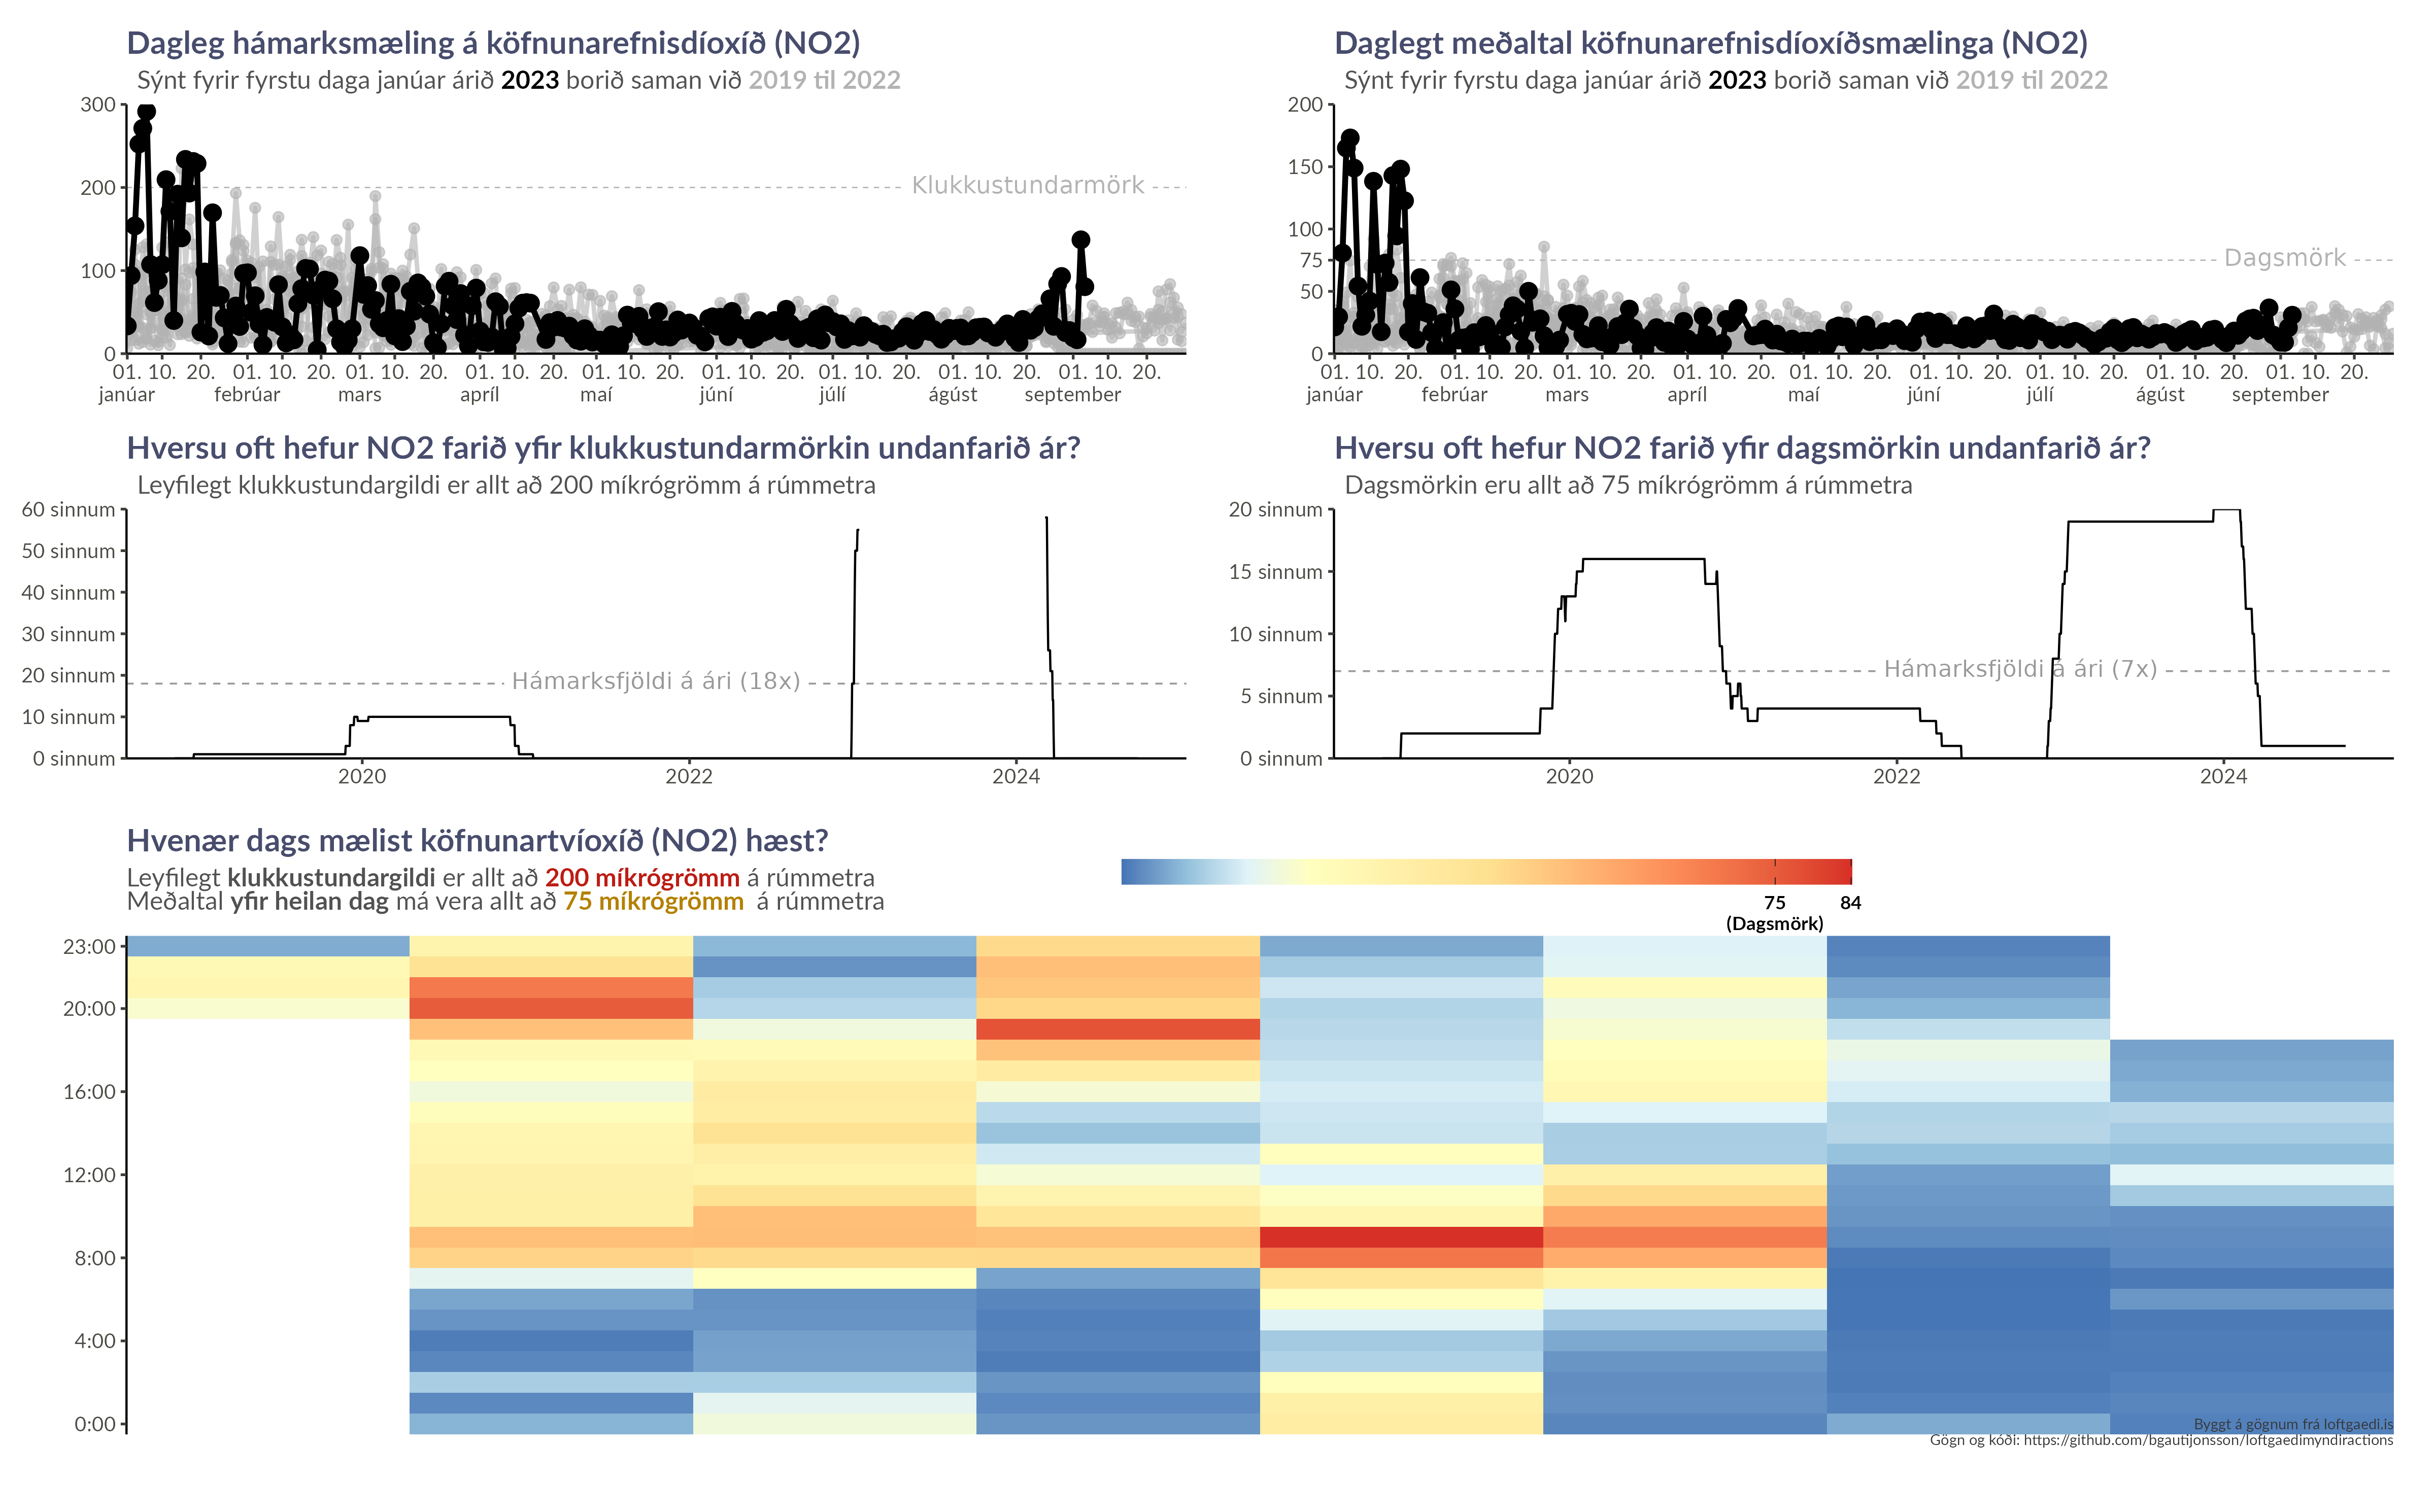 Dagleg hámarksmæling á köfnunarefnisdíoxíð (NO2)
Sýnt fyrir fyrstu daga janúar árið 2023 borið saman við 2019 til 2022
300
200
100
0
Klukkustundarmörk
01. 10. 20. 01. 10. 20. 01. 10. 20. 01. 10. 20. 01. 10. 20. 01. 10. 20. 01. 10. 20. 01. 10. 20. 01. 10. 20.
janúar febrúar mars apríl maí júní júlí ágúst september
Daglegt meðaltal köfnunarefnisdíoxíðsmælinga (NO2)
Sýnt fyrir fyrstu daga janúar árið 2023 borið saman við 2019 til 2022
200
150
100
75
50
0
Dagsmörk
01. 10. 20. 01. 10. 20. 01. 10. 20. 01. 10. 20. 01. 10. 20. 01. 10. 20. 01. 10. 20. 01. 10. 20. 01. 10. 20.
janúar febrúar mars apríl maí júní júlí ágúst september
Hversu oft hefur NO2 farið yfir klukkustundarmörkin undanfarið ár?
Leyfilegt klukkustundargildi er allt að 200 míkrógrömm á rúmmetra
60 sinnum
50 sinnum
40 sinnum
30 sinnum
20 sinnum
10 sinnum
0 sinnum
Hámarksfjöldi á ári (18x)
2020 2022 2024
Hversu oft hefur NO2 farið yfir dagsmörkin undanfarið ár?
Dagsmörkin eru allt að 75 míkrógrömm á rúmmetra
20 sinnum
15 sinnum
10 sinnum
5 sinnum
0 sinnum
Hámarksfjöldi á ári (7x)
2020 2022 2024
Hvenær dags mælist köfnunartvíoxíð (NO2) hæst?
Leyfilegt klukkustundargildi er allt að 200 míkrógrömm á rúmmetra
Meðaltal yfir heilan dag má vera allt að 75 míkrógrömm á rúmmetra
75 84
(Dagsmörk)
23:00
20:00
16:00
12:00
8:00
4:00
0:00
Byggt á gögnum frá loftgaedi.is
Gögn og kóði: https://github.com/bgautijonsson/loftgaedimyndiractions